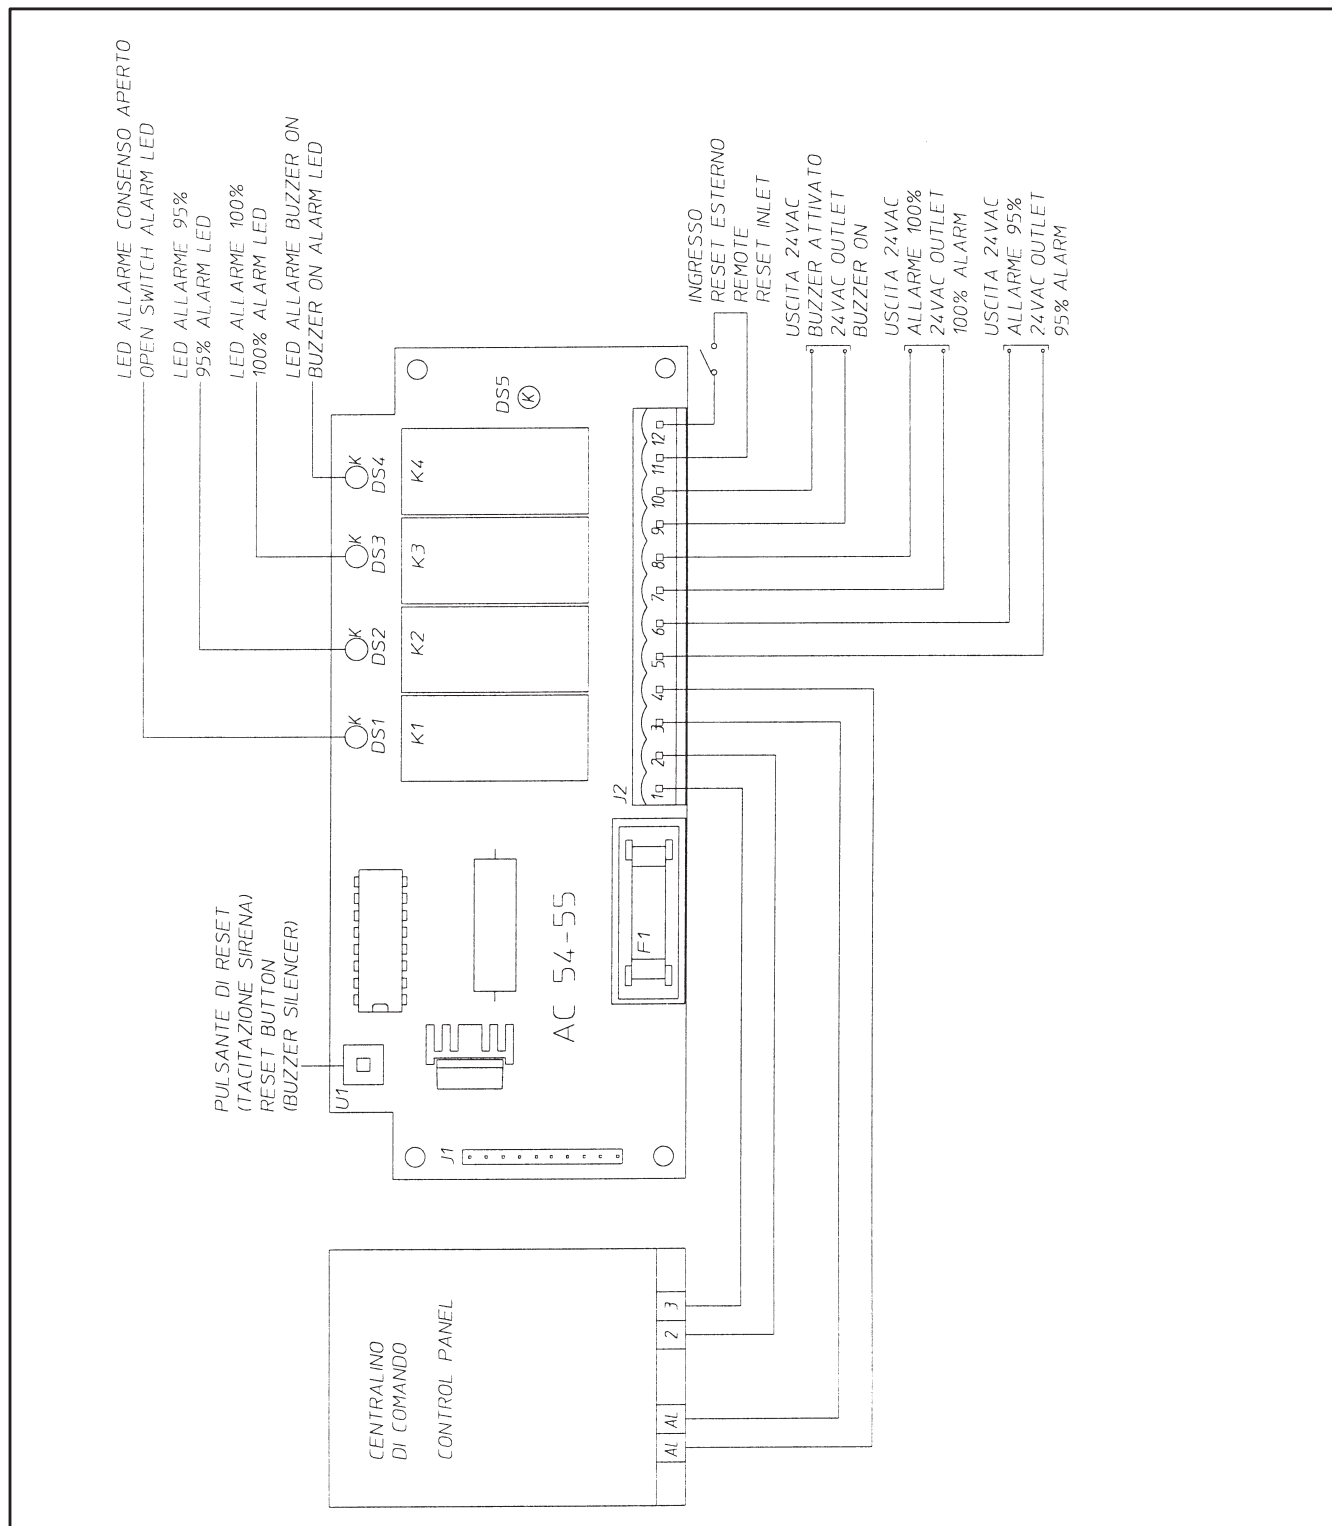 LED ALLARME CONSENSO APERTO
OPEN SWITCH ALARM LED
LED ALLARME 95%
95% ALARM LED
LED ALLARME 100%
100% ALARM LED
LED ALLARME BUZZER ON
BUZZER ON ALARM LED
PULSANTE DI RESET
(TACITAZIONE SIRENA)
RESET BUTTON
(BUZZER SILENCER)
U1
J1
K
DS1
K
DS2
K
DS3
K
DS4
K1
K2
K3
K4
DS5
K
AC 54-55
F1
J2
1
2
3
4
5
6
7
8
9
10
11
12
INGRESSO
RESET ESTERNO
REMOTE
RESET INLET
USCITA 24VAC
BUZZER ATTIVATO
24VAC OUTLET
BUZZER ON
USCITA 24VAC
ALLARME 100%
24VAC OUTLET
100% ALARM
USCITA 24VAC
ALLARME 95%
24VAC OUTLET
95% ALARM
CENTRALINO
DI COMANDO
CONTROL PANEL
AL
AL
2
3